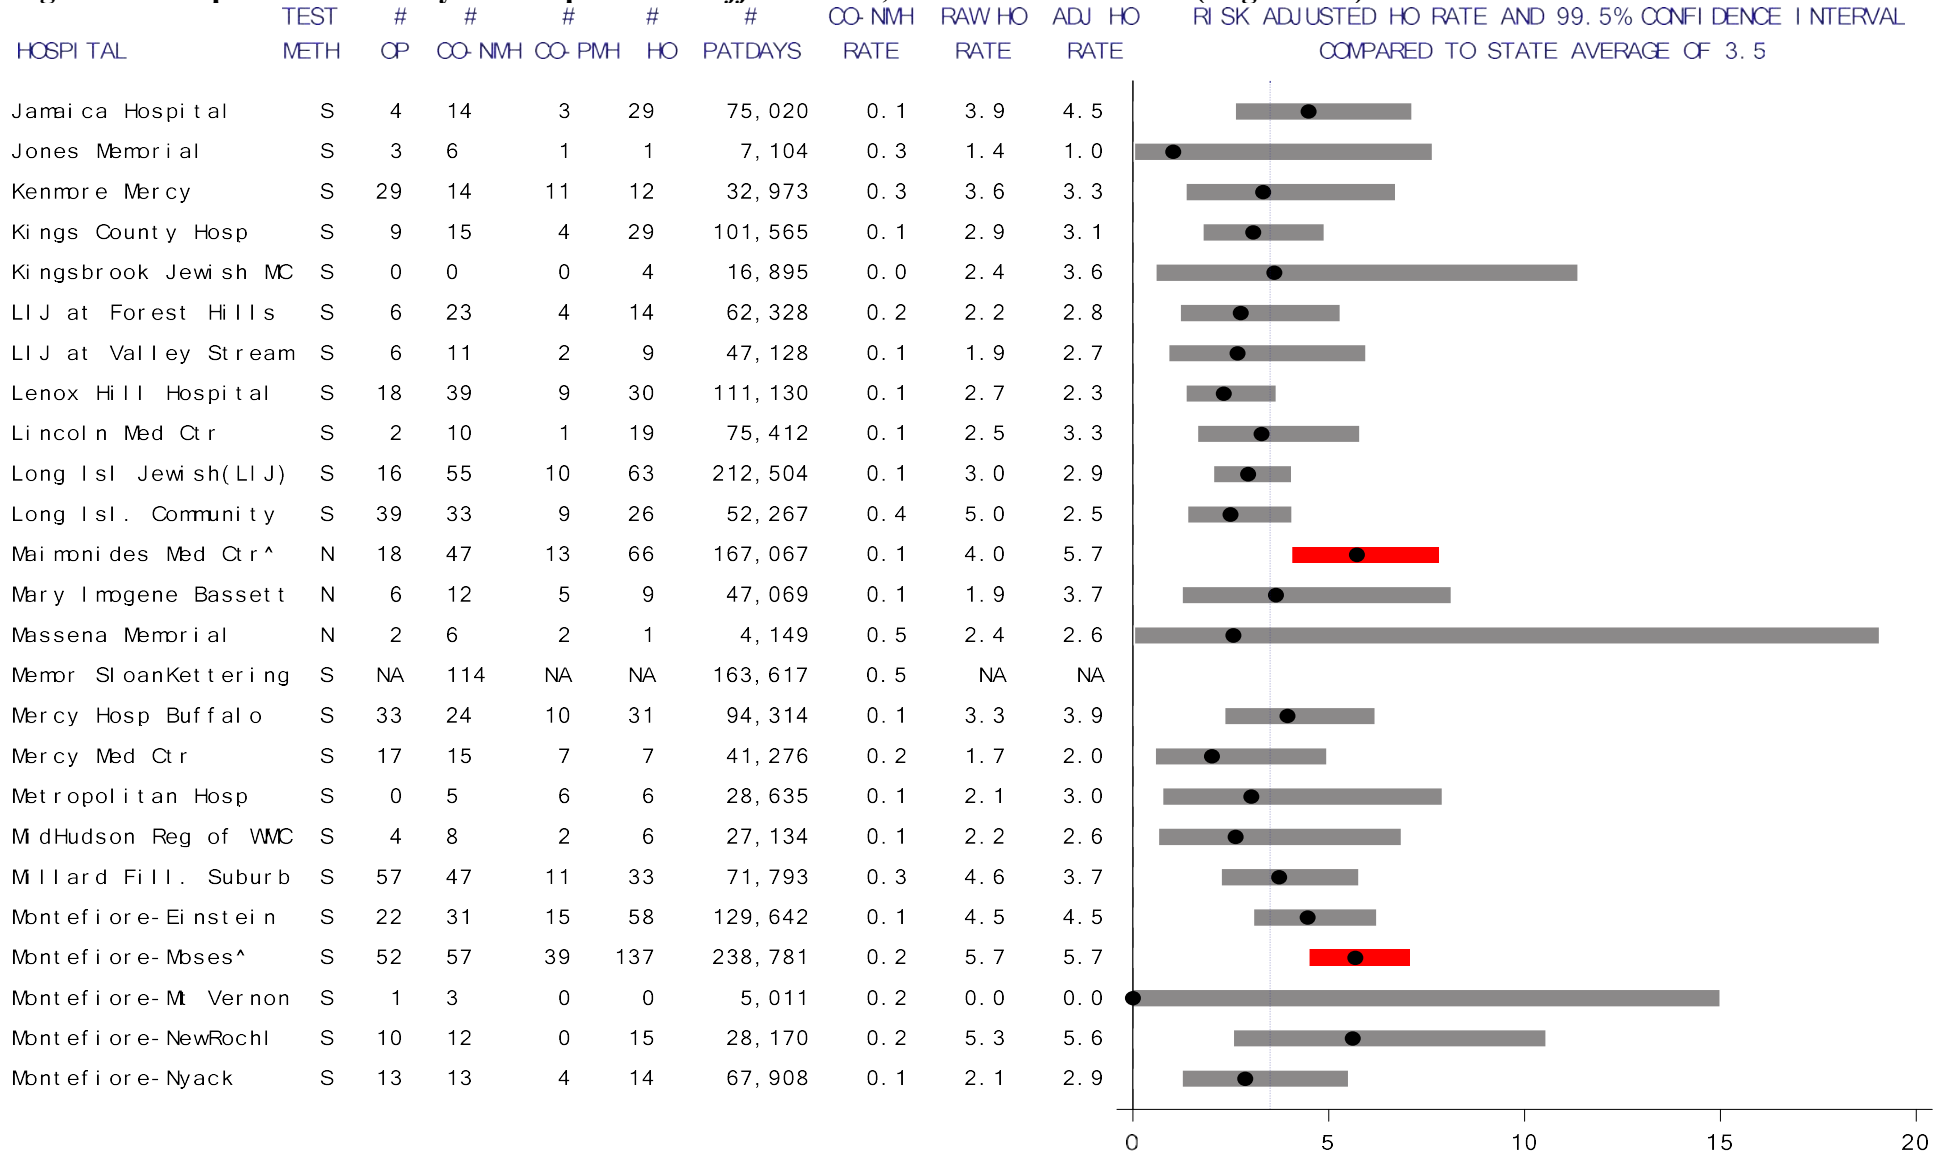 TEST # # # # # CO-NMH RAW HO ADJ HO RISK ADJUSTED HO RATE AND 99.5% CONFIDENCE INTERVAL
HOSPITAL METH OP CO-NMH CO-PMH HO PATDAYS RATE RATE RATE COMPARED TO STATE AVERAGE OF 3.5
Jamaica Hospital S 4 14 3 29 75,020 0.1 3.9 4.5
Jones Memorial S 3 6 1 1 7,104 0.3 1.4 1.0
Kenmore Mercy S 29 14 11 12 32,973 0.3 3.6 3.3
Kings County Hosp S 9 15 4 29 101,565 0.1 2.9 3.1
Kingsbrook Jewish MC S 0 0 0 4 16,895 0.0 2.4 3.6
LIJ at Forest Hills S 6 23 4 14 62,328 0.2 2.2 2.8
LIJ at Valley Stream S 6 11 2 9 47,128 0.1 1.9 2.7
Lenox Hill Hospital S 18 39 9 30 111,130 0.1 2.7 2.3
Lincoln Med Ctr S 2 10 1 19 75,412 0.1 2.5 3.3
Long Isl Jewish(LIJ) S 16 55 10 63 212,504 0.1 3.0 2.9
Long Isl. Community S 39 33 9 26 52,267 0.4 5.0 2.5
Maimonides Med Ctr^ N 18 47 13 66 167,067 0.1 4.0 5.7
Mary Imogene Bassett N 6 12 5 9 47,069 0.1 1.9 3.7
Massena Memorial N 2 6 2 1 4,149 0.5 2.4 2.6
Memor SloanKettering S NA 114 NA NA 163,617 0.5 NA NA
Mercy Hosp Buffalo S 33 24 10 31 94,314 0.1 3.3 3.9
Mercy Med Ctr S 17 15 7 7 41,276 0.2 1.7 2.0
Metropolitan Hosp S 0 5 6 6 28,635 0.1 2.1 3.0
MidHudson Reg of WMC S 4 8 2 6 27,134 0.1 2.2 2.6
Millard Fill. Suburb S 57 47 11 33 71,793 0.3 4.6 3.7
Montefiore-Einstein S 22 31 15 58 129,642 0.1 4.5 4.5
Montefiore-Moses^ S 52 57 39 137 238,781 0.2 5.7 5.7
Montefiore-Mt Vernon S 1 3 0 0 5,011 0.2 0.0 0.0
Montefiore-NewRochl S 10 12 0 15 28,170 0.2 5.3 5.6
Montefiore-Nyack S 13 13 4 14 67,908 0.1 2.1 2.9
0 5 10 15 20